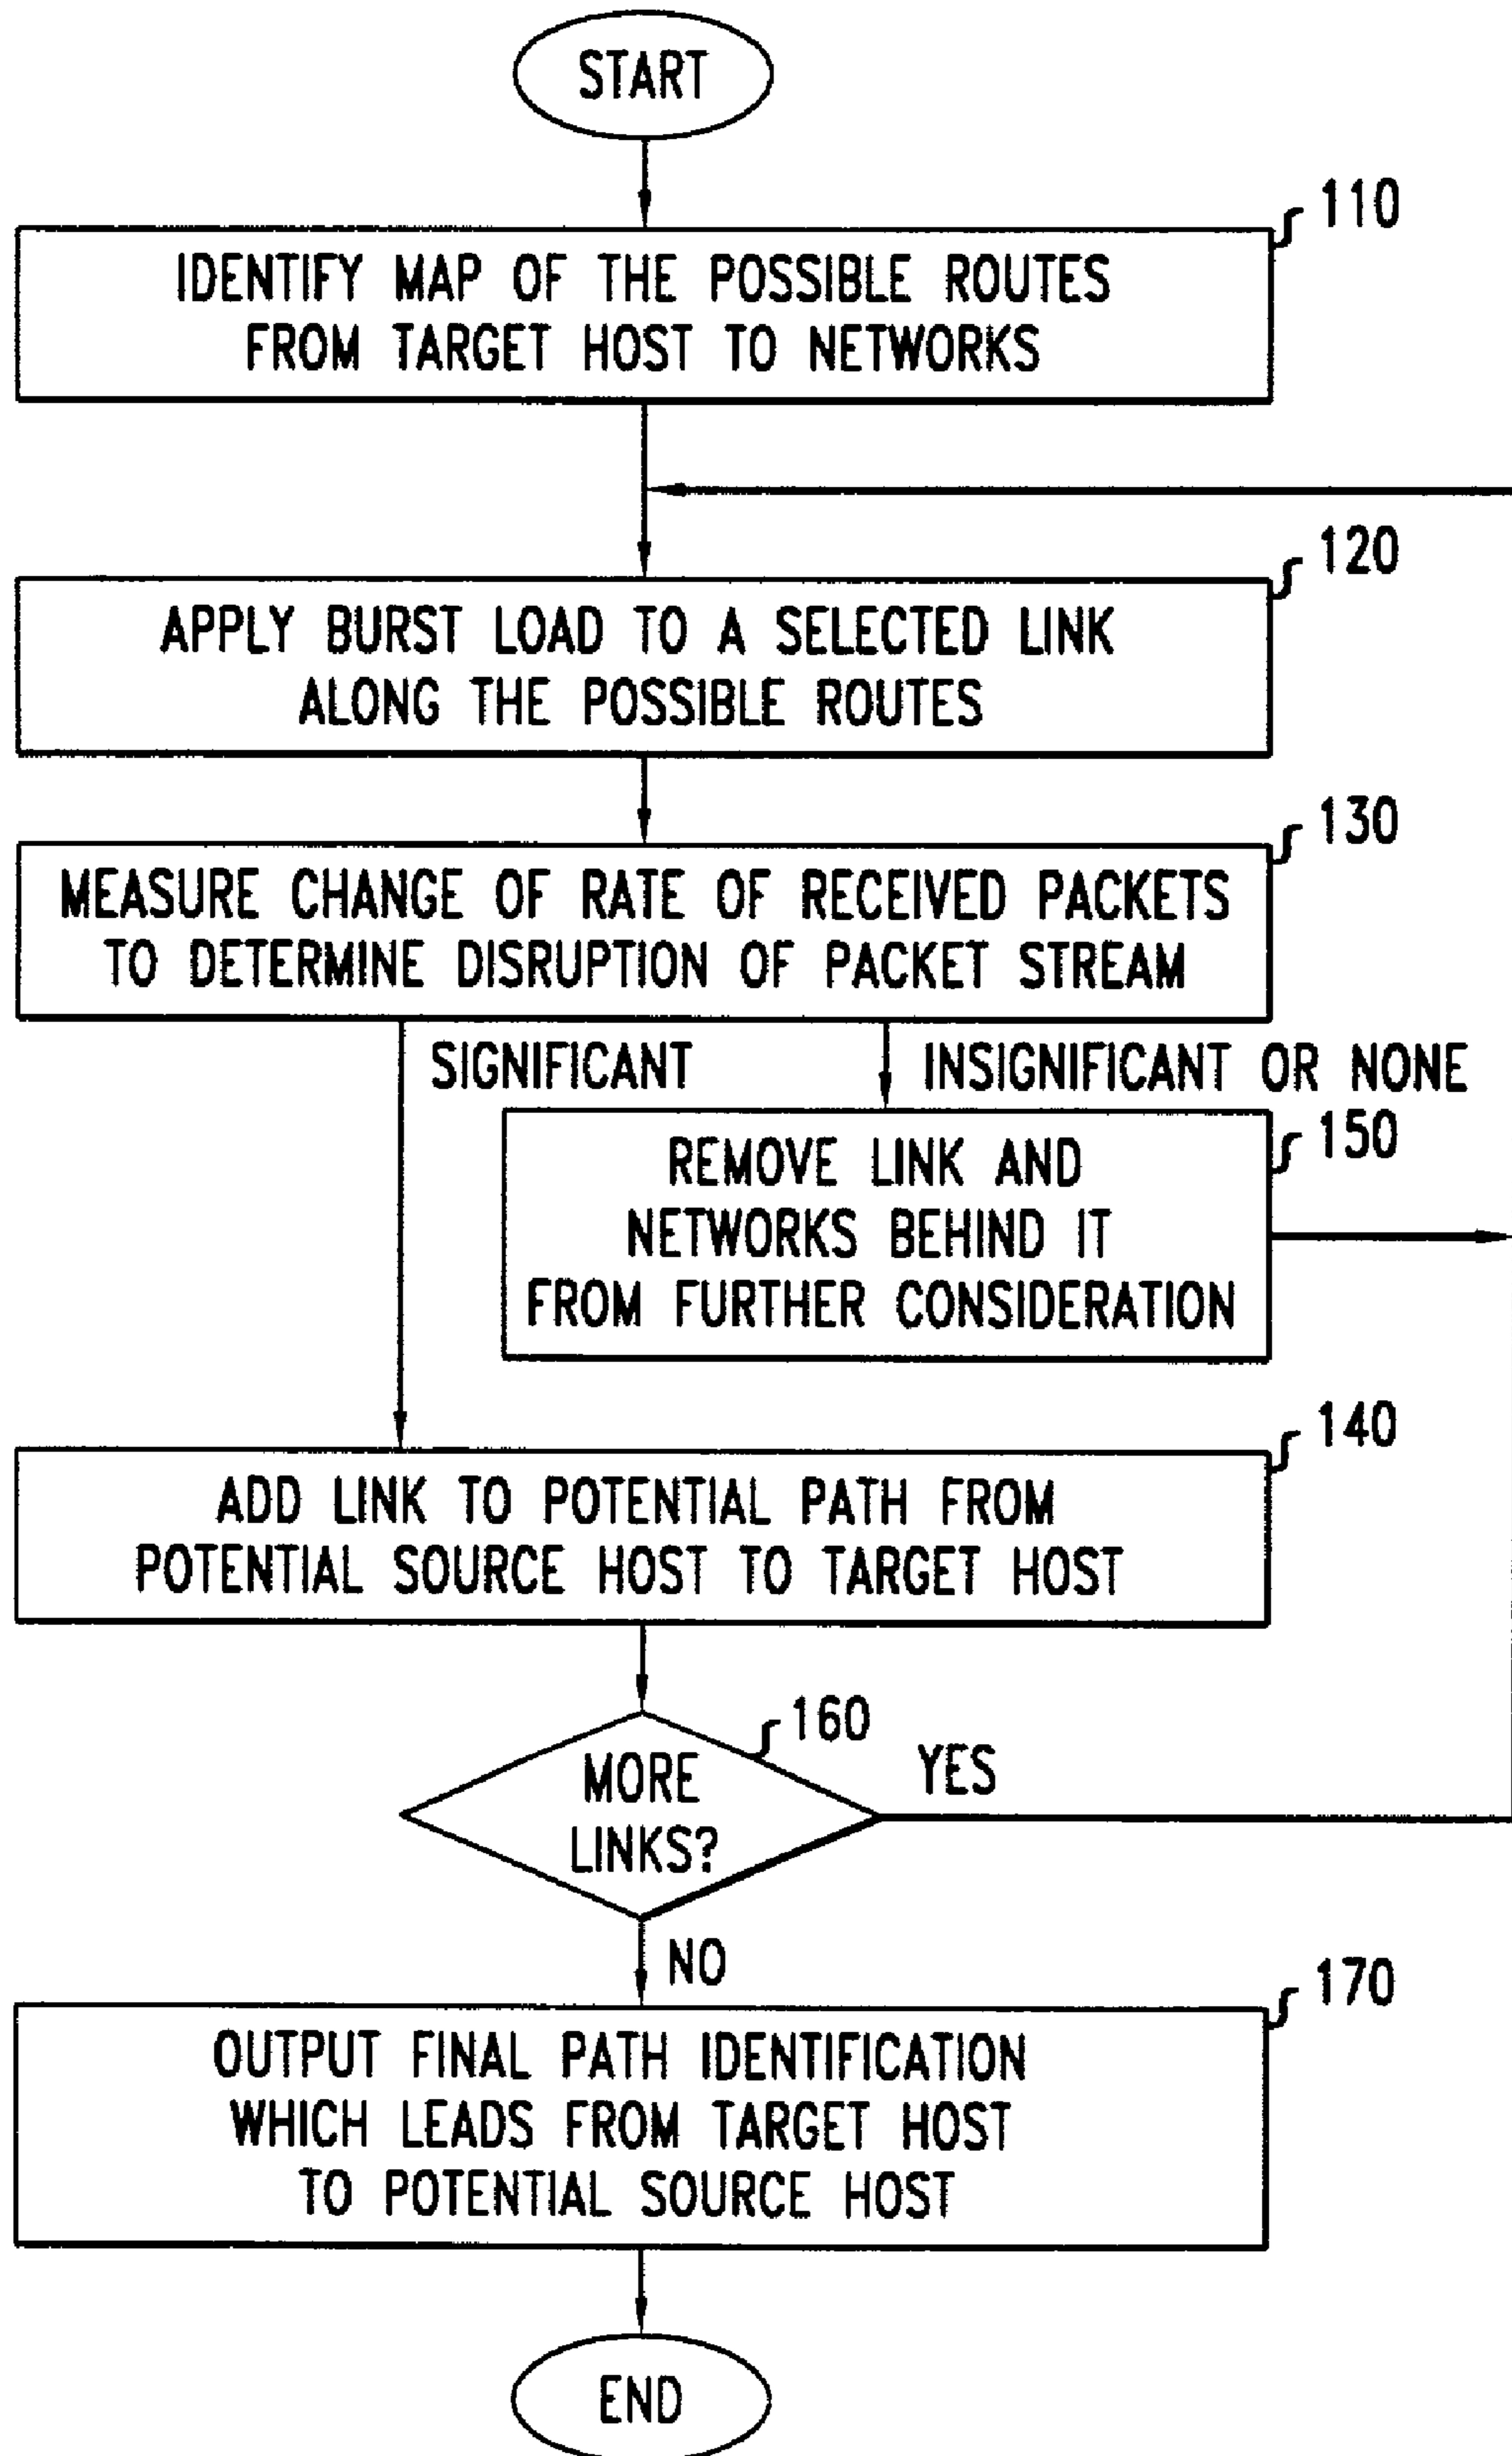 START
110
IDENTIFY MAP OF THE POSSIBLE ROUTES
FROM TARGET HOST TO NETWORKS
120
APPLY BURST LOAD TO A SELECTED LINK
ALONG THE POSSIBLE ROUTES
130
MEASURE CHANGE OF RATE OF RECEIVED PACKETS
TO DETERMINE DISRUPTION OF PACKET STREAM
SIGNIFICANT
INSIGNIFICANT OR NONE
150
REMOVE LINK AND
NETWORKS BEHIND IT
FROM FURTHER CONSIDERATION
140
ADD LINK TO POTENTIAL PATH FROM
POTENTIAL SOURCE HOST TO TARGET HOST
160
MORE
LINKS?
YES
NO
170
OUTPUT FINAL PATH IDENTIFICATION
WHICH LEADS FROM TARGET HOST
TO POTENTIAL SOURCE HOST
END